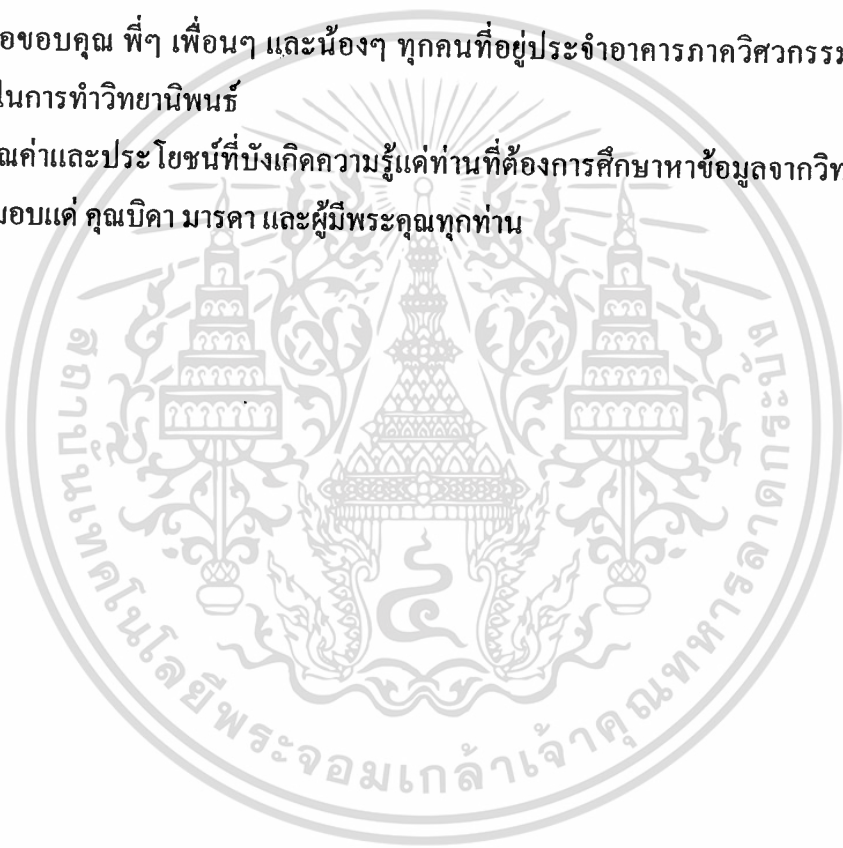 อขอบคุณ พี่ๆ เพื่อนๆ และน้องๆ ทุกคนที่อยู่ประจำอาคารภาควิศวกรรม
ในการทำวิทยานิพนธ์
ณค่าและประโยชน์ที่บังเกิดความรู้แด่ท่านที่ต้องการศึกษาหาข้อมูลจากวิท
มอบแด่ คุณบิดา มารดา และผู้มีพระคุณทุกท่าน
สถาบันเทคโนโลยีพระจอมเกล้าเจ้าคุณทหารลาดกระบัง